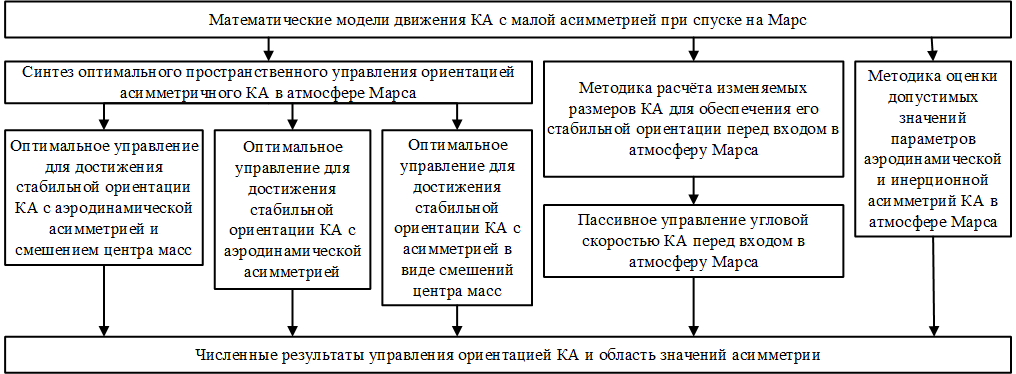 Математические модели движения КА с малой асимметрией при спуске на Марс
Синтез оптимального пространственного управления ориентацией
асимметричного КА в атмосфере Марса
Оптимальное управление
для достижения
стабильной ориентации
КА с аэродинамической
асимметрией и
смешением центра масс
Оптимальное
управление для
достижения
стабильной
ориентации КА с
аэродинамической
асимметрией
Оптимальное
управление для
достижения
стабильной
ориентации КА с
асимметрией в
виде смешений
центра масс
Методика расчёта изменяемых
размеров КА для обеспечения его
стабильной ориентации перед входом в
атмосферу Марса
Пассивное управление угловой
скоростью КА перед входом в
атмосферу Марса
Методика оценки
допустимых
значений
параметров
аэродинамической
и инерционной
асимметрий КА в
атмосфере Марса
Численные результаты управления ориентацией КА и область значений асимметрии